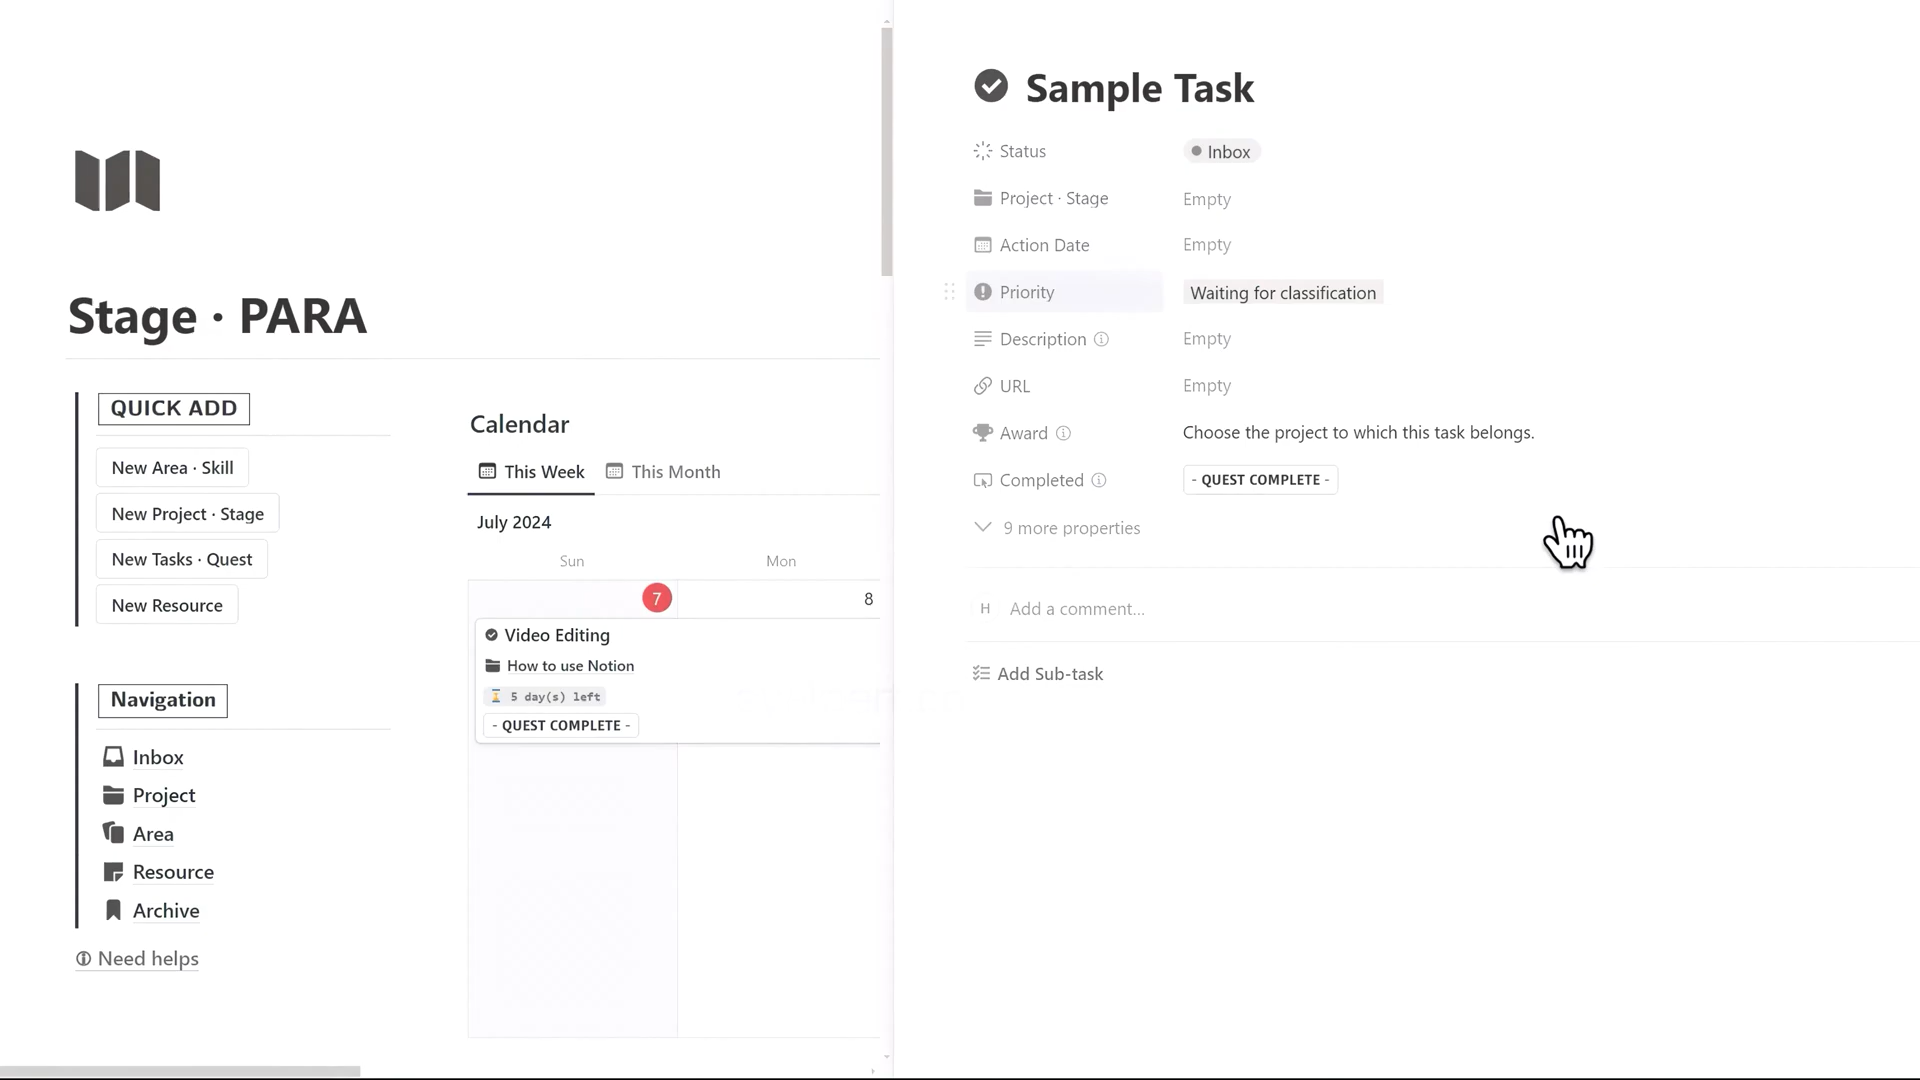 Stage · PARA
QUICK ADD
New Area · Skill
New Project · Stage
New Tasks · Quest
New Resource
Navigation
Inbox
Project
Area
Resource
Archive
Need helps
Calendar
This Week
This Month
July 2024
Sun
Mon
7
8
Video Editing
How to use Notion
5 day(s) left
- QUEST COMPLETE -
Sample Task
Status
Inbox
Project · Stage
Empty
Action Date
Empty
Priority
Waiting for classification
Description
Empty
URL
Empty
Award
Choose the project to which this task belongs.
Completed
- QUEST COMPLETE -
9 more properties
H
Add a comment...
Add Sub-task